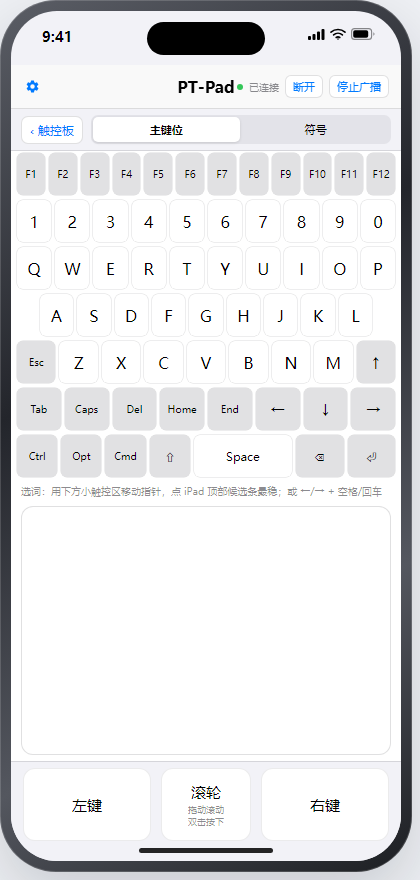 9:41
PT-Pad 已连接 断开 停止广播
‹ 触控板 主键位 符号
F1 F2 F3 F4 F5 F6 F7 F8 F9 F10 F11 F12
1 2 3 4 5 6 7 8 9 0
Q W E R T Y U I O P
A S D F G H J K L
Esc Z X C V B N M ↑
Tab Caps Del Home End ← ↓ →
Ctrl Opt Cmd ⇧ Space ⌫ ⏎
选词：用下方小触控区移动指针，点 iPad 顶部候选条最稳；或 ←/→ + 空格/回车
左键 滚轮 右键
拖动滚动
双击按下